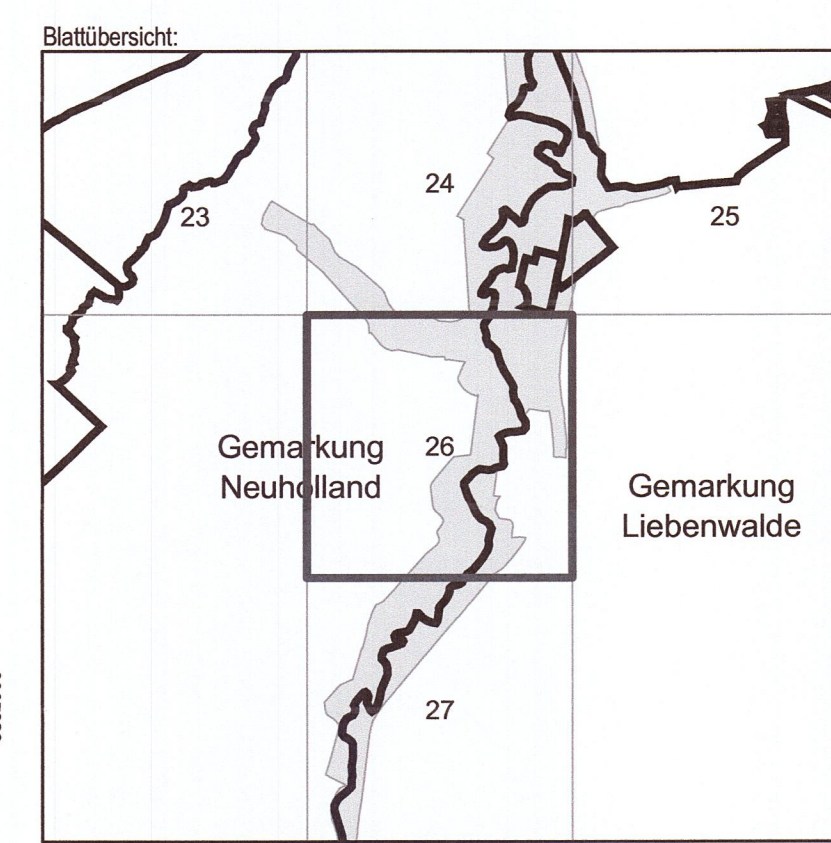 Blattübersicht:
24
23
25
Gemarkung
Neuholland
26
Gemarkung
Liebenwalde
27